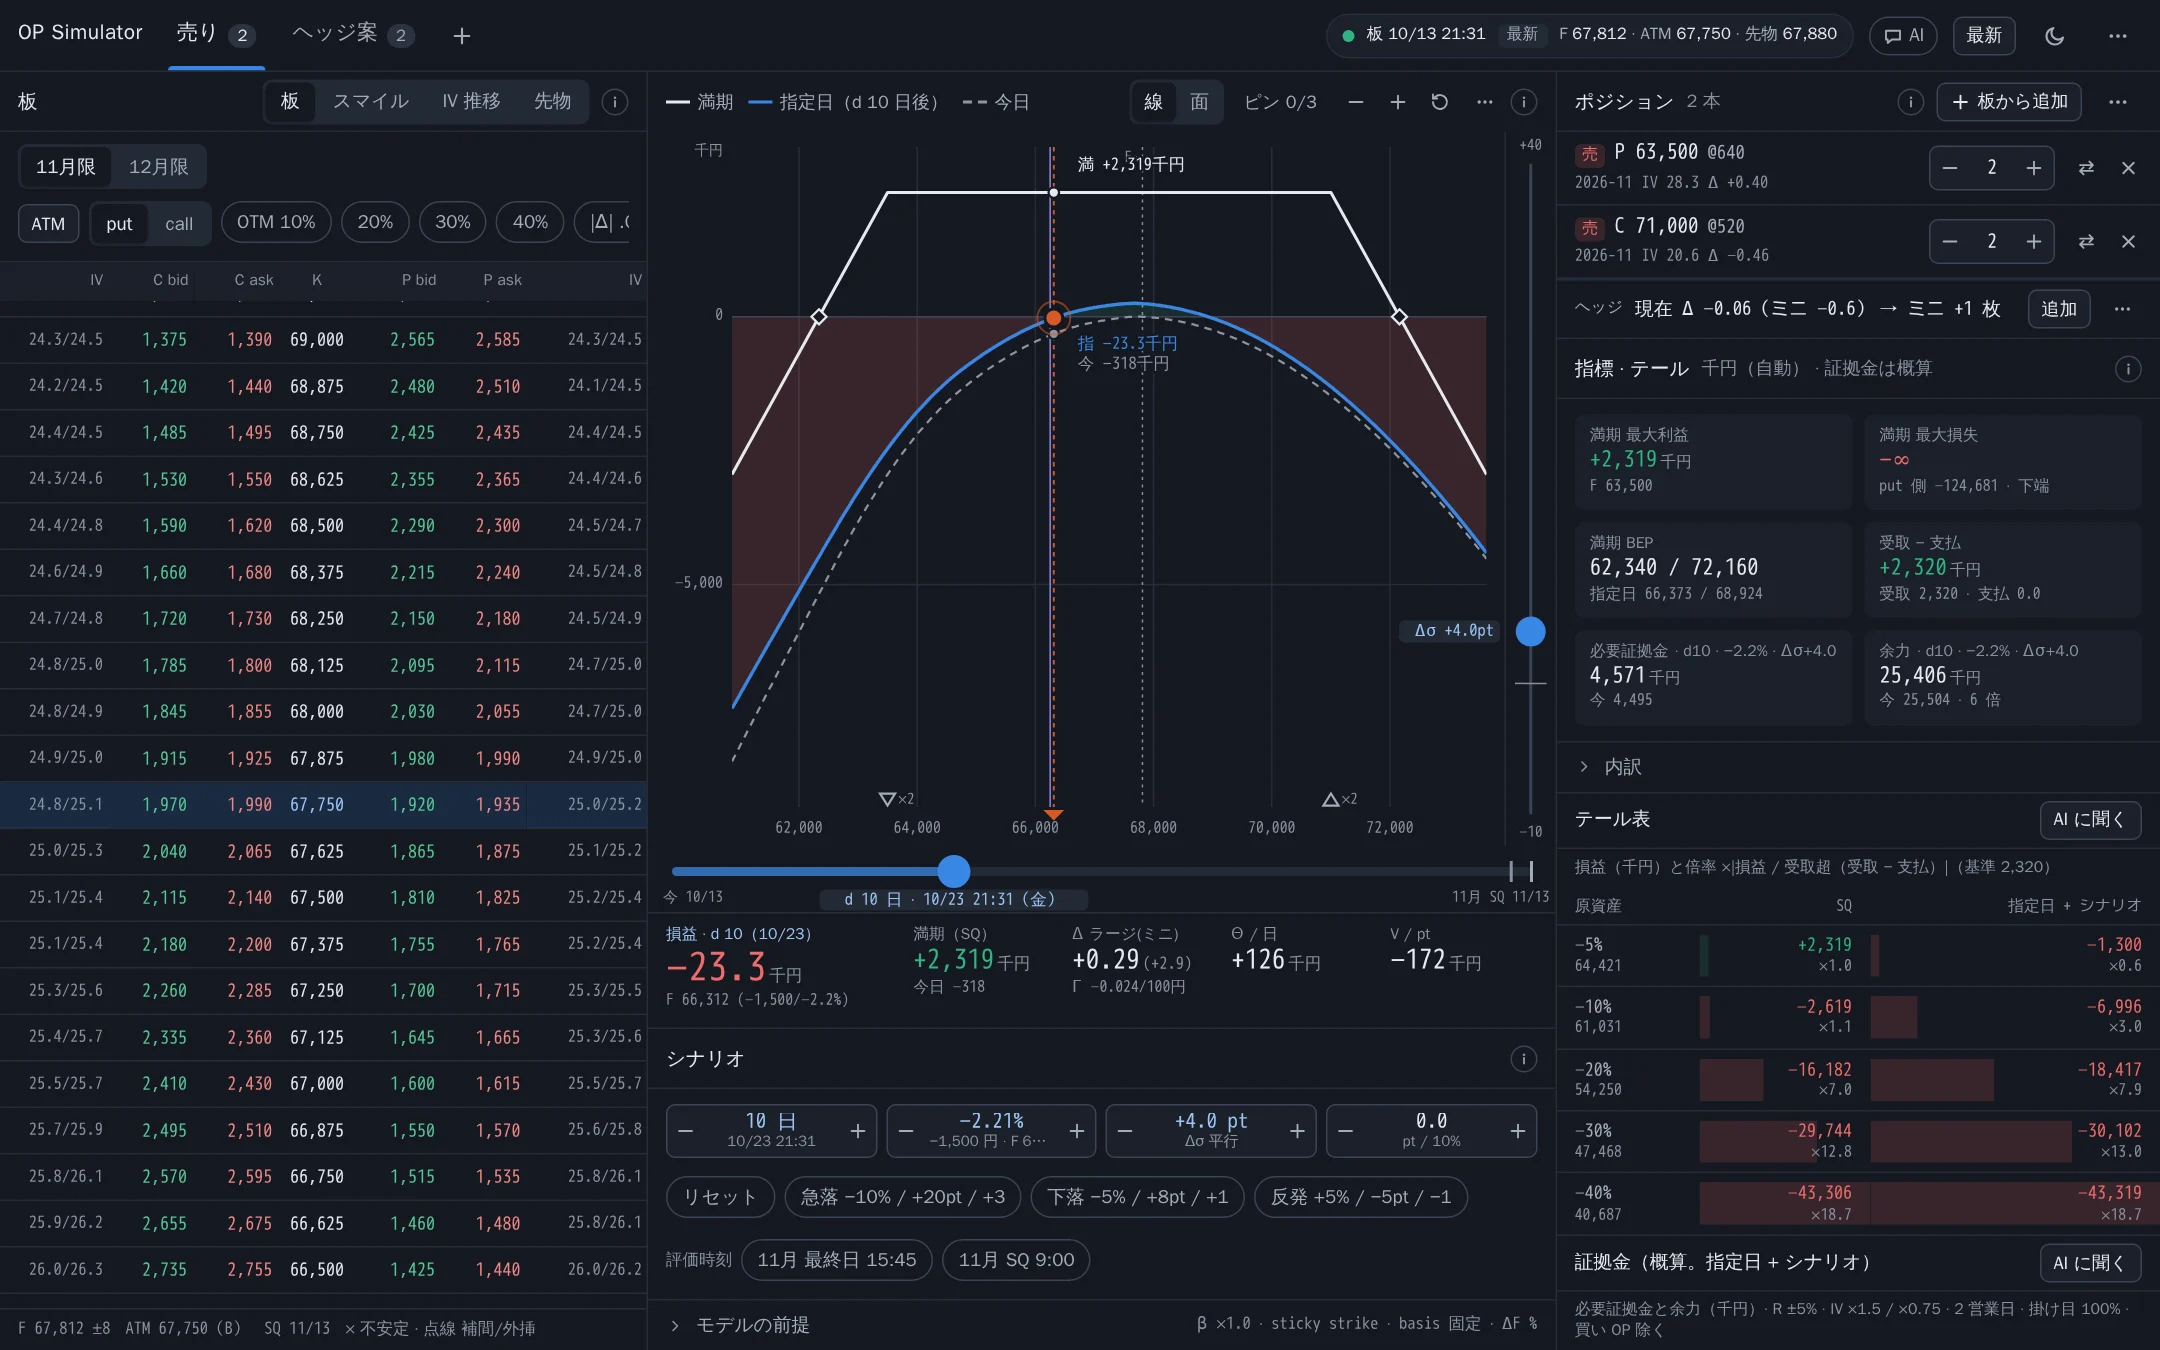 OP Simulator 売り 2 ヘッジ案 2 +
板 10/13 21:31 最新 F 67,812 · ATM 67,750 · 先物 67,880 AI 最新 ···
板 板 スマイル IV 推移 先物 i
11月限 12月限
ATM put call OTM 10% 20% 30% 40%
IV C bid C ask K P bid P ask IV
24.3/24.5 1,375 1,390 69,000 2,565 2,585 24.3/24.5
24.2/24.5 1,420 1,440 68,875 2,480 2,510 24.1/24.5
24.4/24.5 1,485 1,495 68,750 2,425 2,435 24.4/24.5
24.3/24.6 1,530 1,550 68,625 2,355 2,365 24.4/24.6
24.4/24.8 1,590 1,620 68,500 2,290 2,300 24.5/24.7
24.6/24.9 1,660 1,680 68,375 2,215 2,240 24.5/24.8
24.7/24.8 1,720 1,730 68,250 2,150 2,180 24.5/24.9
24.8/25.0 1,785 1,800 68,125 2,095 2,115 24.7/25.0
24.8/24.9 1,845 1,855 68,000 2,030 2,055 24.7/25.0
24.9/25.0 1,915 1,925 67,875 1,980 1,990 24.9/25.0
24.8/25.1 1,970 1,990 67,750 1,920 1,935 25.0/25.2
25.0/25.3 2,040 2,065 67,625 1,865 1,875 25.1/25.2
25.1/25.4 2,115 2,140 67,500 1,810 1,825 25.2/25.4
25.1/25.4 2,180 2,200 67,375 1,755 1,765 25.2/25.4
25.3/25.6 2,260 2,285 67,250 1,700 1,715 25.3/25.5
25.4/25.7 2,335 2,360 67,125 1,645 1,665 25.3/25.6
25.5/25.7 2,410 2,430 67,000 1,600 1,615 25.5/25.7
25.7/25.9 2,495 2,510 66,875 1,550 1,570 25.6/25.8
25.8/26.1 2,570 2,595 66,750 1,515 1,535 25.8/26.1
25.9/26.2 2,655 2,675 66,625 1,460 1,480 25.8/26.1
26.0/26.3 2,735 2,755 66,500 1,425 1,440 26.0/26.2
F 67,812 ±8 ATM 67,750 (B) SQ 11/13 × 不安定 · 点線 補間/外挿
満期 指定日（d 10 日後） 今日 線 面 ピン 0/3 − + ··· i
千円 +40
満 +2,319千円
0
指 −23.3千円
今 −318千円
−5,000
Δσ +4.0pt
×2 ×2
62,000 64,000 66,000 68,000 70,000 72,000 −10
今 10/13 d 10 日 · 10/23 21:31 (金) 11月 SQ 11/13
損益 · d 10（10/23） 満期（SQ） Δ ラージ(ミニ) Θ / 日 V / pt
−23.3千円 +2,319千円 +0.29(+2.9) +126千円 −172千円
F 66,312 (−1,500/−2.2%) 今日 −318 Γ −0.024/100円
シナリオ i
− 10 日 + − −2.21% + − +4.0 pt + − 0.0 +
10/23 21:31 −1,500 円 · F 6··· Δσ 平行 pt / 10%
リセット 急落 −10% / +20pt / +3 下落 −5% / +8pt / +1 反発 +5% / −5pt / −1
評価時刻 11月 最終日 15:45 11月 SQ 9:00
モデルの前提 β ×1.0 · sticky strike · basis 固定 · ΔF %
ポジション 2 本 i + 板から追加 ···
売 P 63,500 @640 − 2 + ⇄ ×
2026-11 IV 28.3 Δ +0.40
売 C 71,000 @520 − 2 + ⇄ ×
2026-11 IV 20.6 Δ −0.46
ヘッジ 現在 Δ −0.06 (ミニ −0.6) → ミニ +1 枚 追加 ···
指標 · テール 千円（自動） · 証拠金は概算 i
満期 最大利益 満期 最大損失
+2,319千円 −∞
F 63,500 put 側 −124,681 · 下端
満期 BEP 受取 − 支払
62,340 / 72,160 +2,320千円
指定日 66,373 / 68,924 受取 2,320 · 支払 0.0
必要証拠金 · d10 · −2.2% · Δσ+4.0 余力 · d10 · −2.2% · Δσ+4.0
4,571千円 25,406千円
今 4,495 今 25,504 · 6 倍
内訳
テール表 AI に聞く
損益（千円）と倍率 ×|損益 / 受取超（受取 − 支払）|（基準 2,320）
原資産 SQ 指定日 + シナリオ
−5% +2,319 −1,300
64,421 ×1.0 ×0.6
−10% −2,619 −6,996
61,031 ×1.1 ×3.0
−20% −16,182 −18,417
54,250 ×7.0 ×7.9
−30% −29,744 −30,102
47,468 ×12.8 ×13.0
−40% −43,306 −43,319
40,687 ×18.7 ×18.7
証拠金（概算。指定日 + シナリオ） AI に聞く
必要証拠金と余力（千円） · R ±5% · IV ×1.5 / ×0.75 · 2 営業日 · 掛け目 100% ·
買い OP 除く